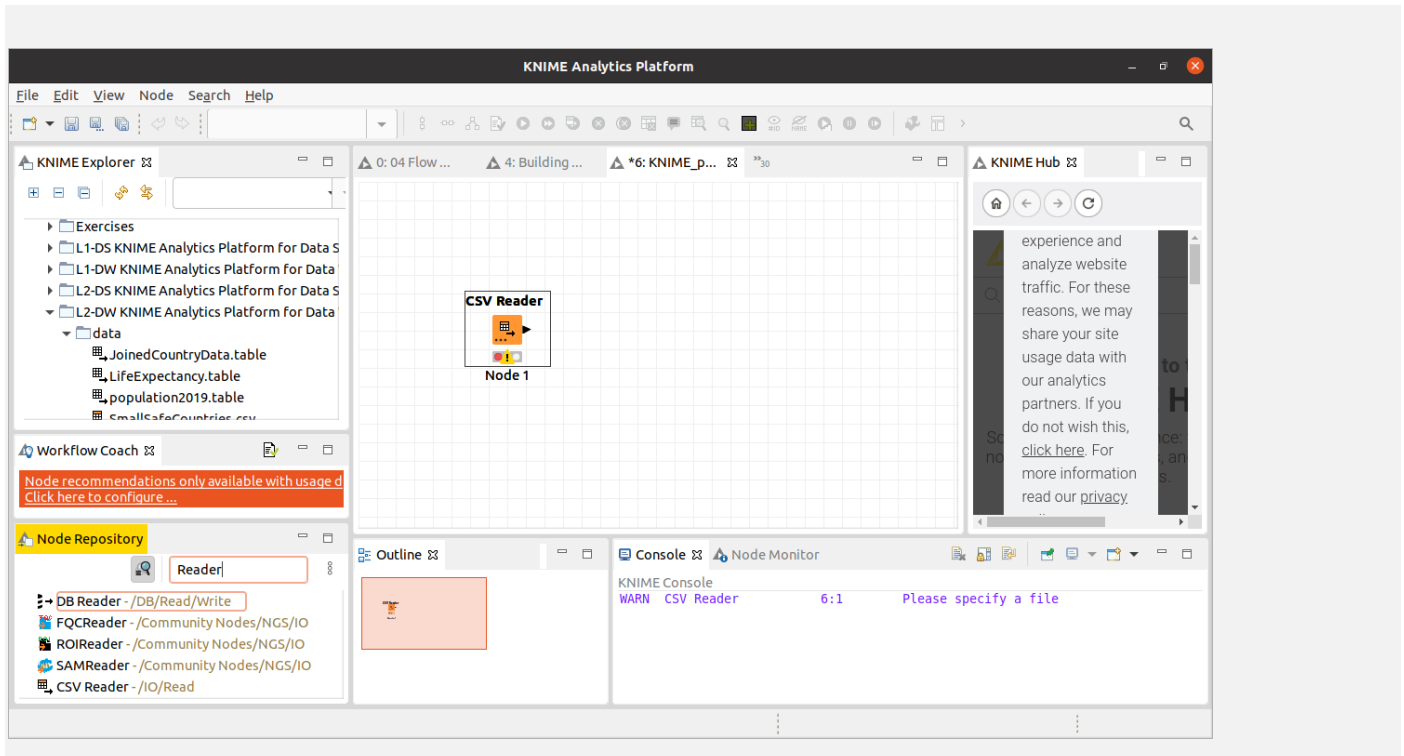 KNIME Analytics Platform
File Edit View Node Search Help
KNIME Explorer
Exercises
L1-DS KNIME Analytics Platform for Data S
L1-DW KNIME Analytics Platform for Data
L2-DS KNIME Analytics Platform for Data S
L2-DW KNIME Analytics Platform for Data
data
JoinedCountryData.table
LifeExpectancy.table
population2019.table
SmallSafeCountries.csv
Workflow Coach
Node recommendations only available with usage d
Click here to configure ...
Node Repository
Reader
DB Reader - /DB/Read/Write
FQCReader - /Community Nodes/NGS/IO
ROIReader - /Community Nodes/NGS/IO
SAMReader - /Community Nodes/NGS/IO
CSV Reader - /IO/Read
0: 04 Flow ... 4: Building ... *6: KNIME_p... »30
CSV Reader
Node 1
KNIME Hub
experience and
analyze website
traffic. For these
reasons, we may
share your site
usage data with
our analytics
partners. If you
do not wish this,
click here. For
more information
read our privacy
to
H
Outline
Console Node Monitor
KNIME Console
WARN CSV Reader 6:1 Please specify a file